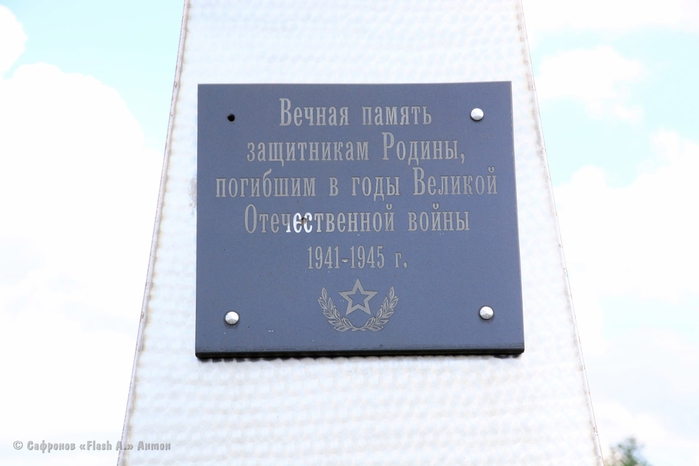 Вечная память
защитникам Родины,
погибшим в годы Великой
Отечественной войны
1941-1945 г.
© Сафронов «Flash A.» Антон